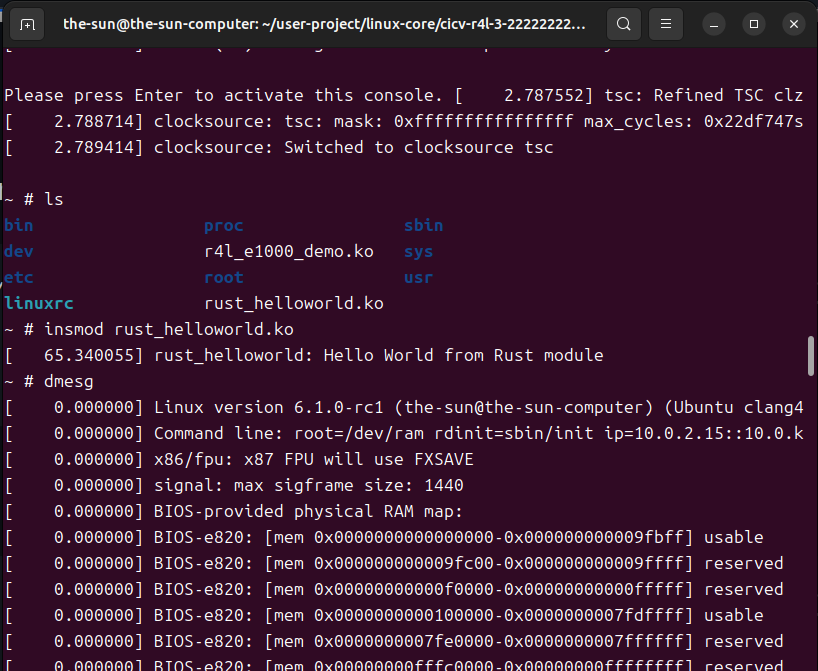 the-sun@the-sun-computer: ~/user-project/linux-core/cicv-r4l-3-22222222...
Please press Enter to activate this console. [    2.787552] tsc: Refined TSC clz
[    2.788714] clocksource: tsc: mask: 0xffffffffffffffff max_cycles: 0x22df747s
[    2.789414] clocksource: Switched to clocksource tsc
~ # ls
bin                 proc                sbin
dev                 r4l_e1000_demo.ko   sys
etc                 root                usr
linuxrc             rust_helloworld.ko
~ # insmod rust_helloworld.ko
[   65.340055] rust_helloworld: Hello World from Rust module
~ # dmesg
[    0.000000] Linux version 6.1.0-rc1 (the-sun@the-sun-computer) (Ubuntu clang4
[    0.000000] Command line: root=/dev/ram rdinit=sbin/init ip=10.0.2.15::10.0.k
[    0.000000] x86/fpu: x87 FPU will use FXSAVE
[    0.000000] signal: max sigframe size: 1440
[    0.000000] BIOS-provided physical RAM map:
[    0.000000] BIOS-e820: [mem 0x0000000000000000-0x000000000009fbff] usable
[    0.000000] BIOS-e820: [mem 0x000000000009fc00-0x000000000009ffff] reserved
[    0.000000] BIOS-e820: [mem 0x00000000000f0000-0x00000000000fffff] reserved
[    0.000000] BIOS-e820: [mem 0x0000000000100000-0x0000000007fdffff] usable
[    0.000000] BIOS-e820: [mem 0x0000000007fe0000-0x0000000007ffffff] reserved
[    0.000000] BIOS-e820: [mem 0x00000000fffc0000-0x00000000ffffffff] reserved